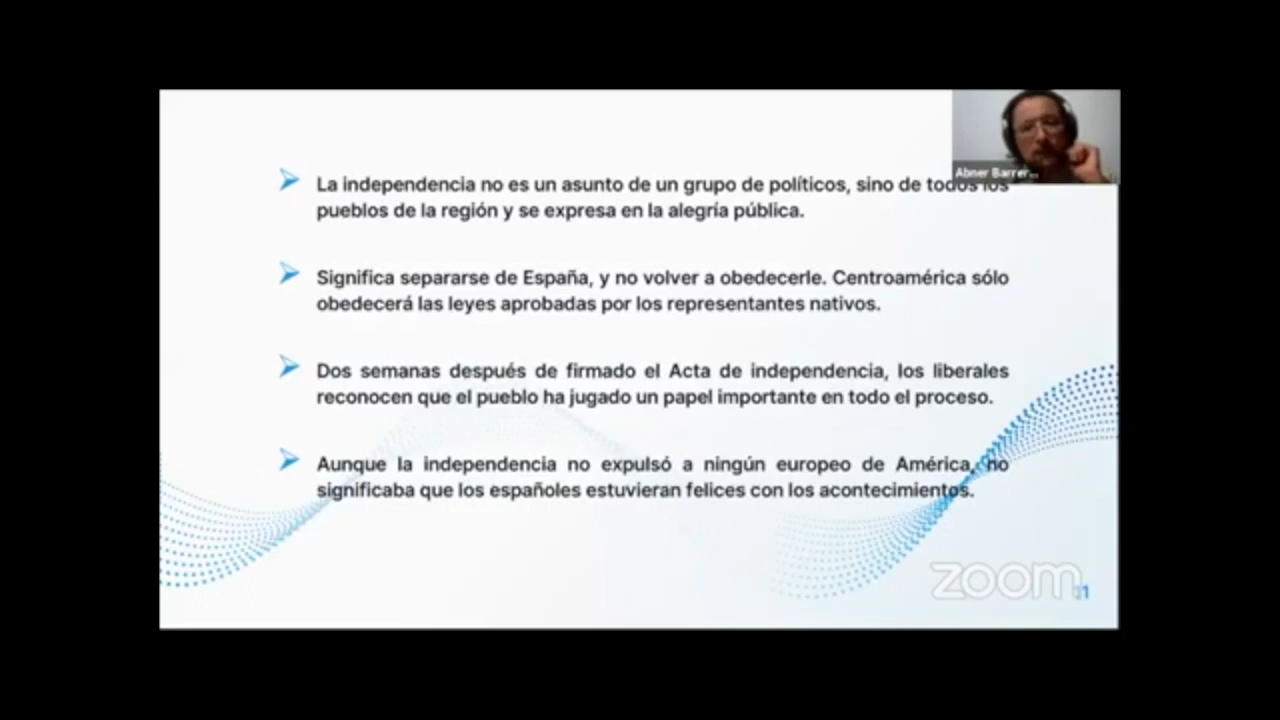 La independencia no es un asunto de un grupo de políticos, sino de todos los
pueblos de la región y se expresa en la alegría pública.
Significa separarse de España, y no volver a obedecerle. Centroamérica sólo
obedecerá las leyes aprobadas por los representantes nativos.
Dos semanas después de firmado el Acta de independencia, los liberales
reconocen que el pueblo ha jugado un papel importante en todo el proceso.
Aunque la independencia no expulsó a ningún europeo de América, no
significaba que los españoles estuvieran felices con los acontecimientos.
Abner Barrer...
zoom
11